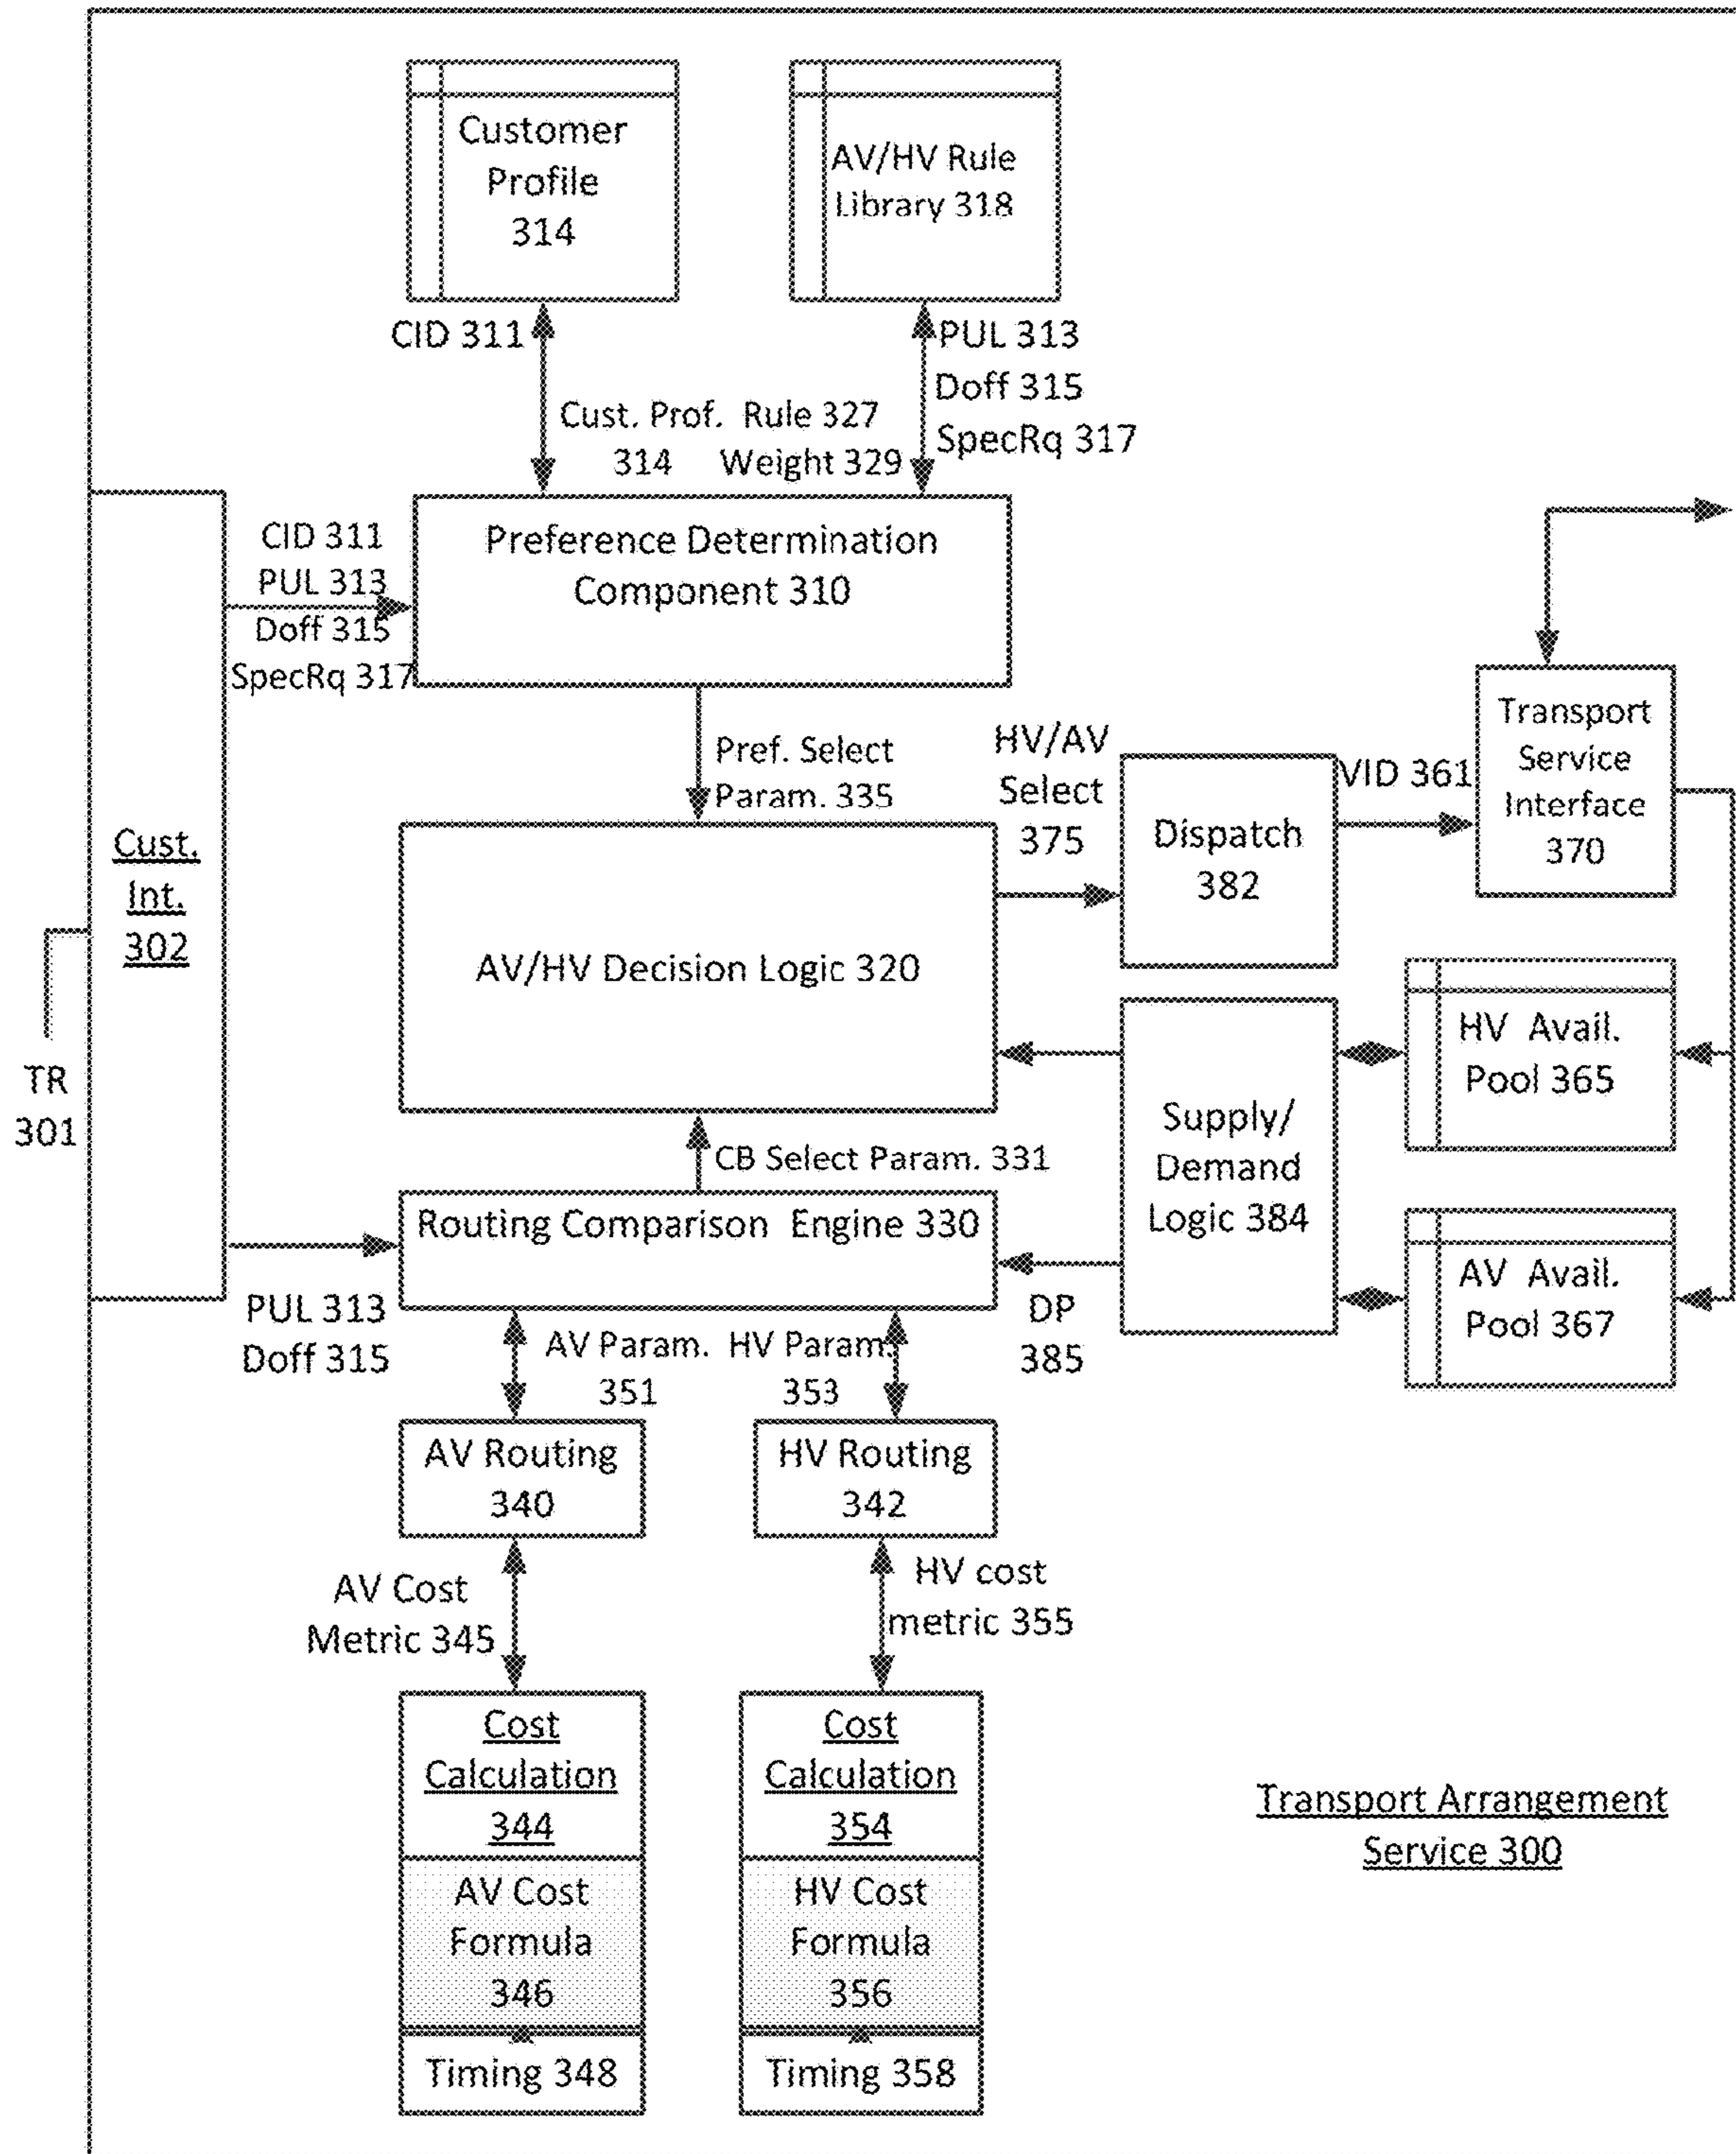 Customer
Profile
314
AV/HV Rule
Library 318
CID 311
PUL 313
Doff 315
SpecRq 317
Cust. Prof. Rule 327
314 Weight 329
CID 311
PUL 313
Doff 315
SpecRq 317
Preference Determination
Component 310
Pref. Select
Param. 335
HV/AV
Select
375
VID 361
Transport
Service
Interface
370
Dispatch
382
Cust.
Int.
302
AV/HV Decision Logic 320
TR
301
HV Avail.
Pool 365
Supply/
Demand
Logic 384
CB Select Param. 331
Routing Comparison Engine 330
AV Avail.
Pool 367
PUL 313
Doff 315
DP
385
AV Param.
351
HV Param.
353
AV Routing
340
HV Routing
342
AV Cost
Metric 345
HV cost
metric 355
Cost
Calculation
344
Cost
Calculation
354
AV Cost
Formula
346
HV Cost
Formula
356
Timing 348
Timing 358
Transport Arrangement
Service 300